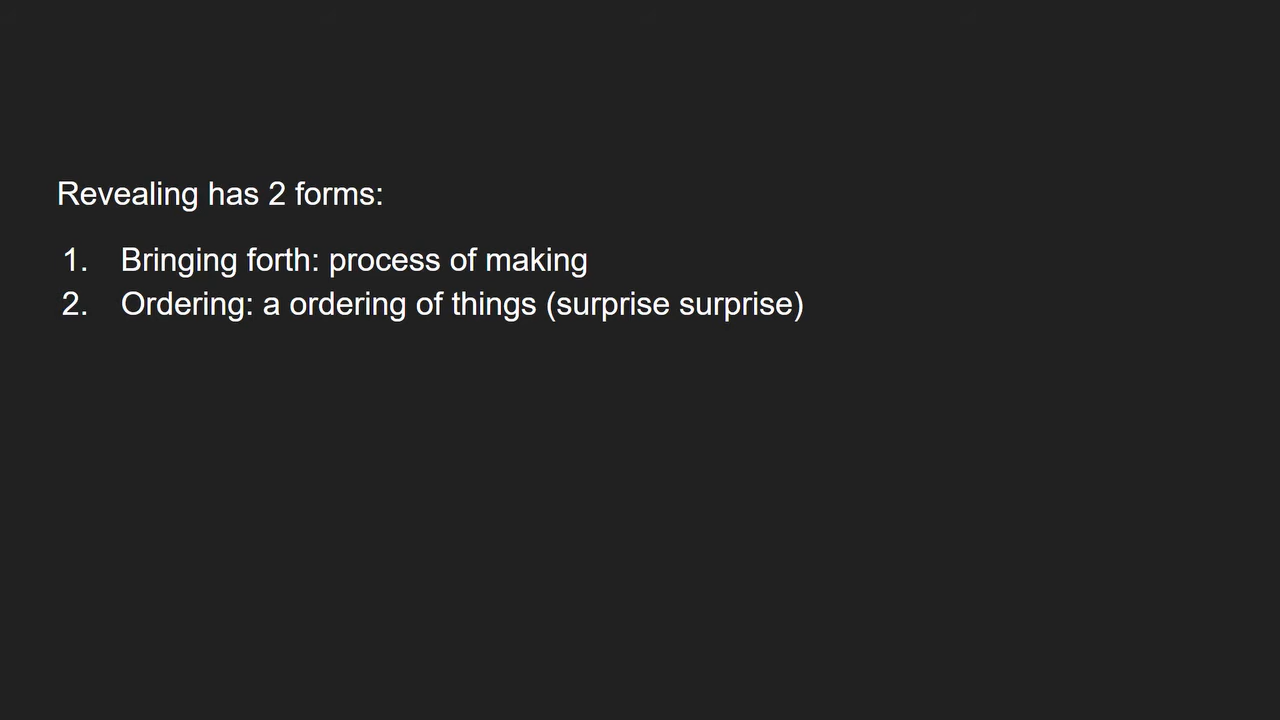 Revealing has 2 forms:
1. Bringing forth: process of making
2. Ordering: a ordering of things (surprise surprise)